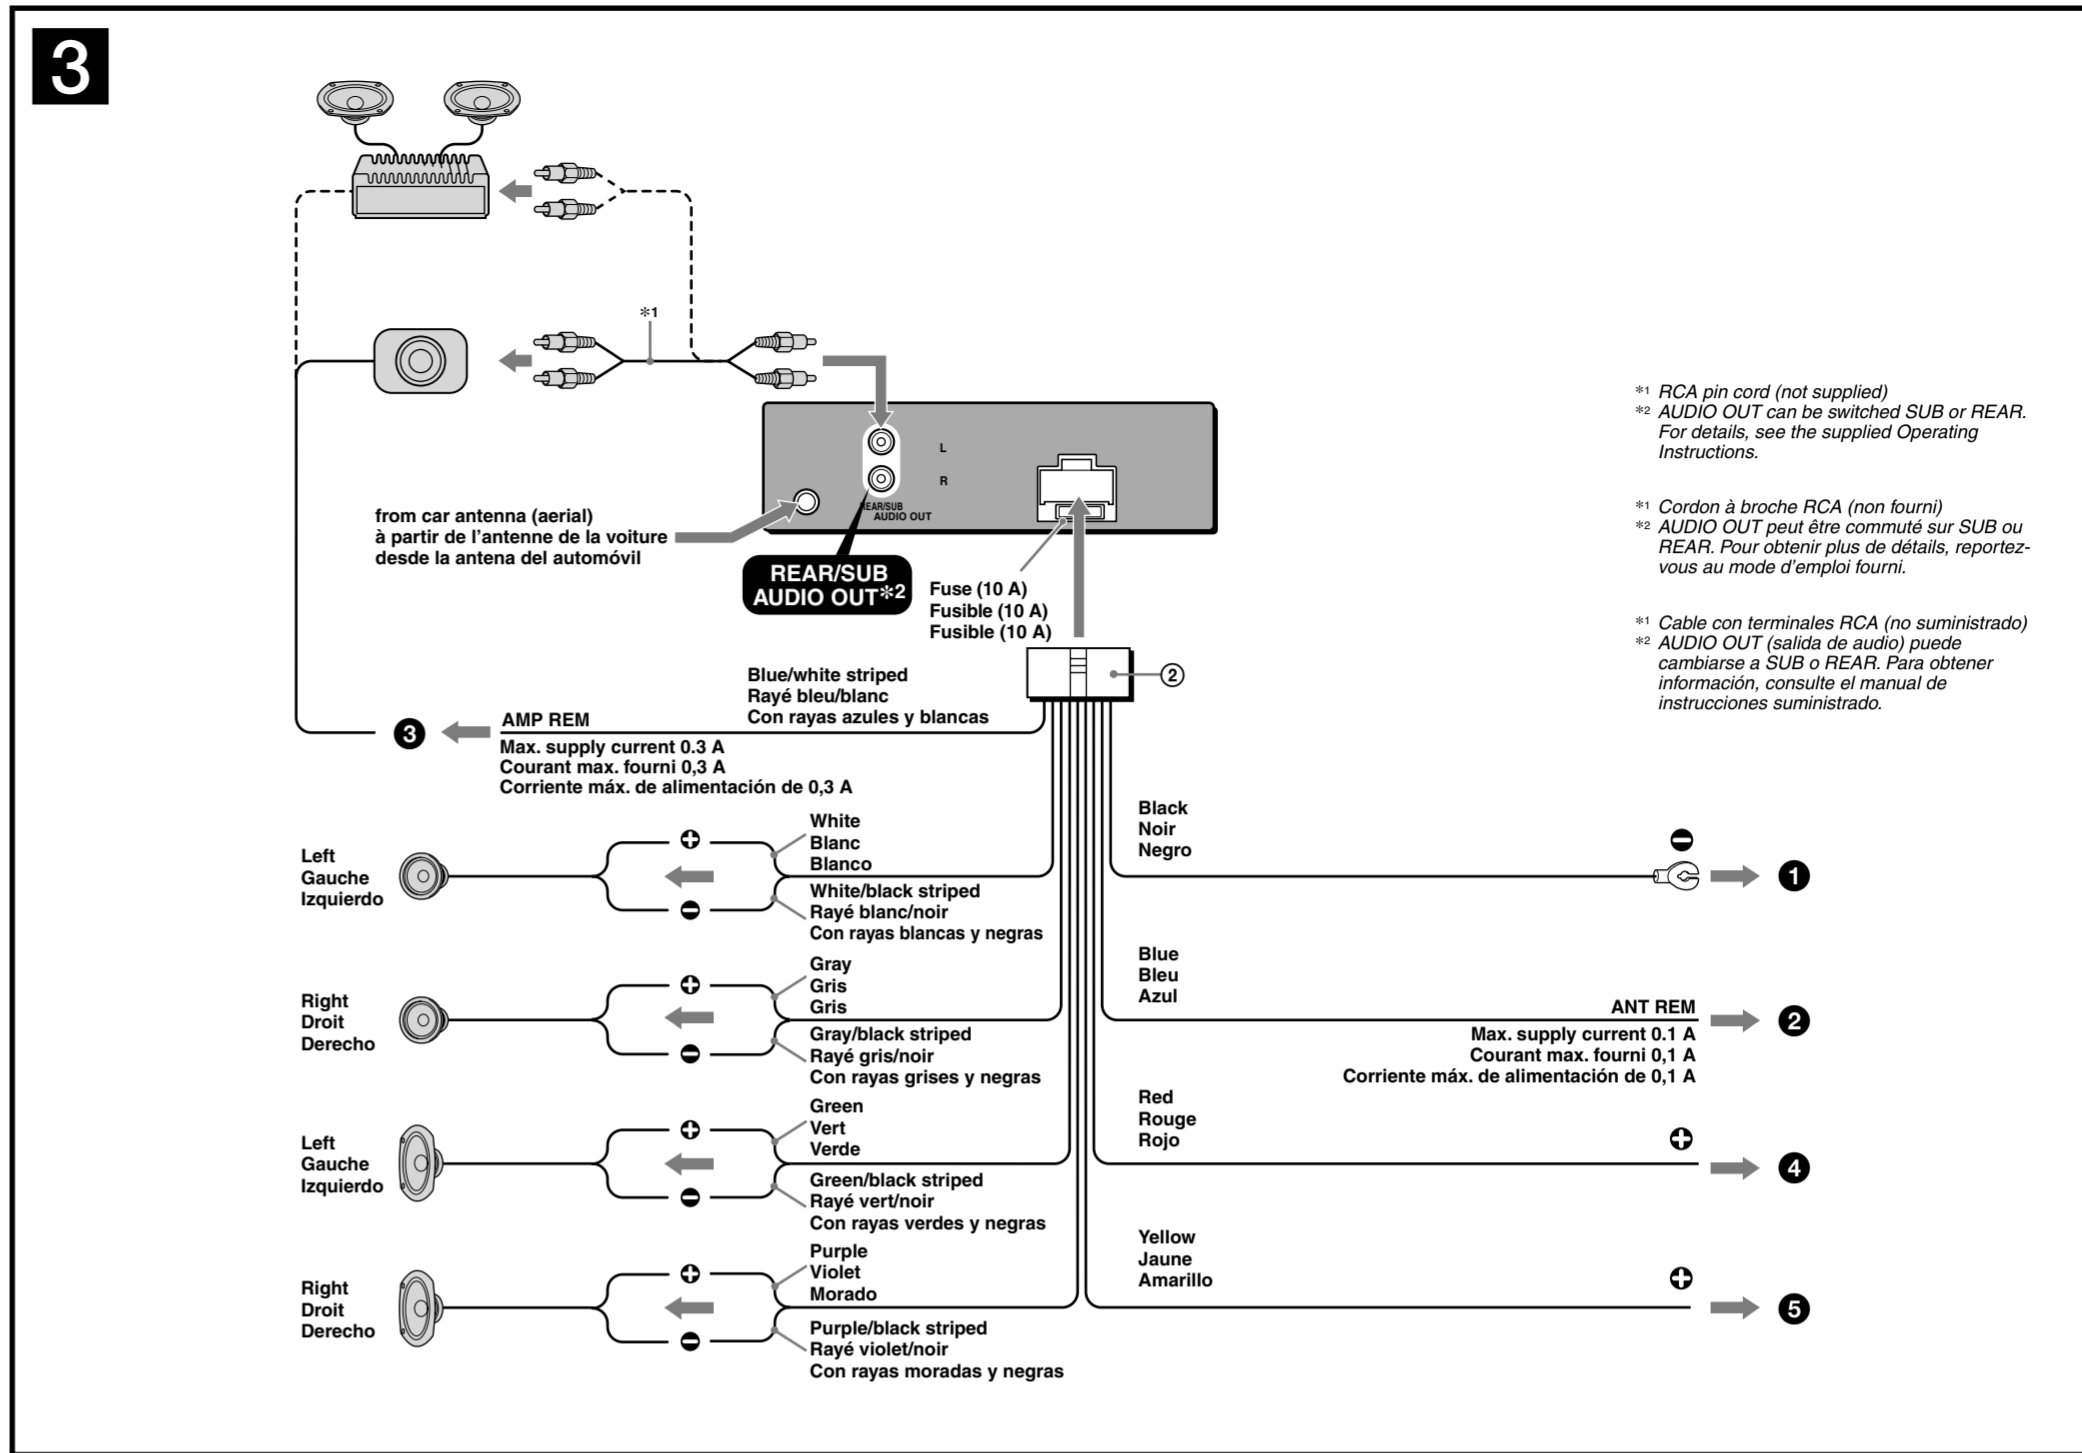 3
*1
L
R
REAR/SUB
AUDIO OUT
from car antenna (aerial)
à partir de l'antenne de la voiture
desde la antena del automóvil
REAR/SUB
AUDIO OUT*2
Fuse (10 A)
Fusible (10 A)
Fusible (10 A)
*1 RCA pin cord (not supplied)
*2 AUDIO OUT can be switched SUB or REAR.
For details, see the supplied Operating
Instructions.
*1 Cordon à broche RCA (non fourni)
*2 AUDIO OUT peut être commuté sur SUB ou
REAR. Pour obtenir plus de détails, reportez-
vous au mode d'emploi fourni.
*1 Cable con terminales RCA (no suministrado)
*2 AUDIO OUT (salida de audio) puede
cambiarse a SUB o REAR. Para obtener
información, consulte el manual de
instrucciones suministrado.
②
Blue/white striped
Rayé bleu/blanc
Con rayas azules y blancas
❸
AMP REM
Max. supply current 0.3 A
Courant max. fourni 0,3 A
Corriente máx. de alimentación de 0,3 A
Left
Gauche
Izquierdo
+
−
White
Blanc
Blanco
White/black striped
Rayé blanc/noir
Con rayas blancas y negras
Right
Droit
Derecho
+
−
Gray
Gris
Gris
Gray/black striped
Rayé gris/noir
Con rayas grises y negras
Left
Gauche
Izquierdo
+
−
Green
Vert
Verde
Green/black striped
Rayé vert/noir
Con rayas verdes y negras
Right
Droit
Derecho
+
−
Purple
Violet
Morado
Purple/black striped
Rayé violet/noir
Con rayas moradas y negras
Black
Noir
Negro
−
❶
Blue
Bleu
Azul
ANT REM
Max. supply current 0.1 A
Courant max. fourni 0,1 A
Corriente máx. de alimentación de 0,1 A
❷
Red
Rouge
Rojo
+
❹
Yellow
Jaune
Amarillo
+
❺